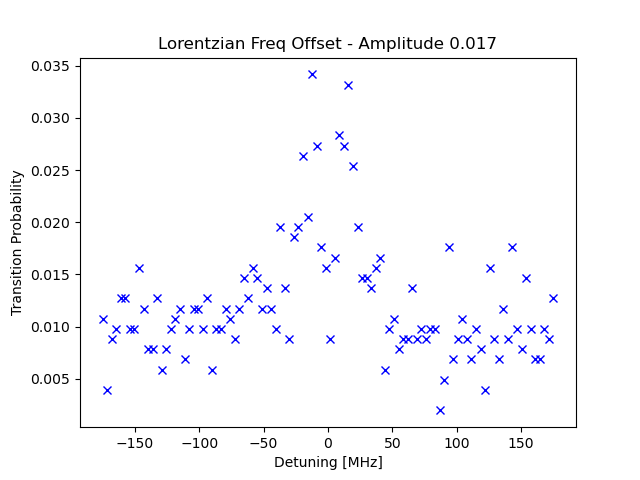 Lorentzian Freq Offset - Amplitude 0.017
0.035
0.030
0.025
0.020
0.015
0.010
0.005
Transition Probability
−150 −100 −50 0 50 100 150
Detuning [MHz]